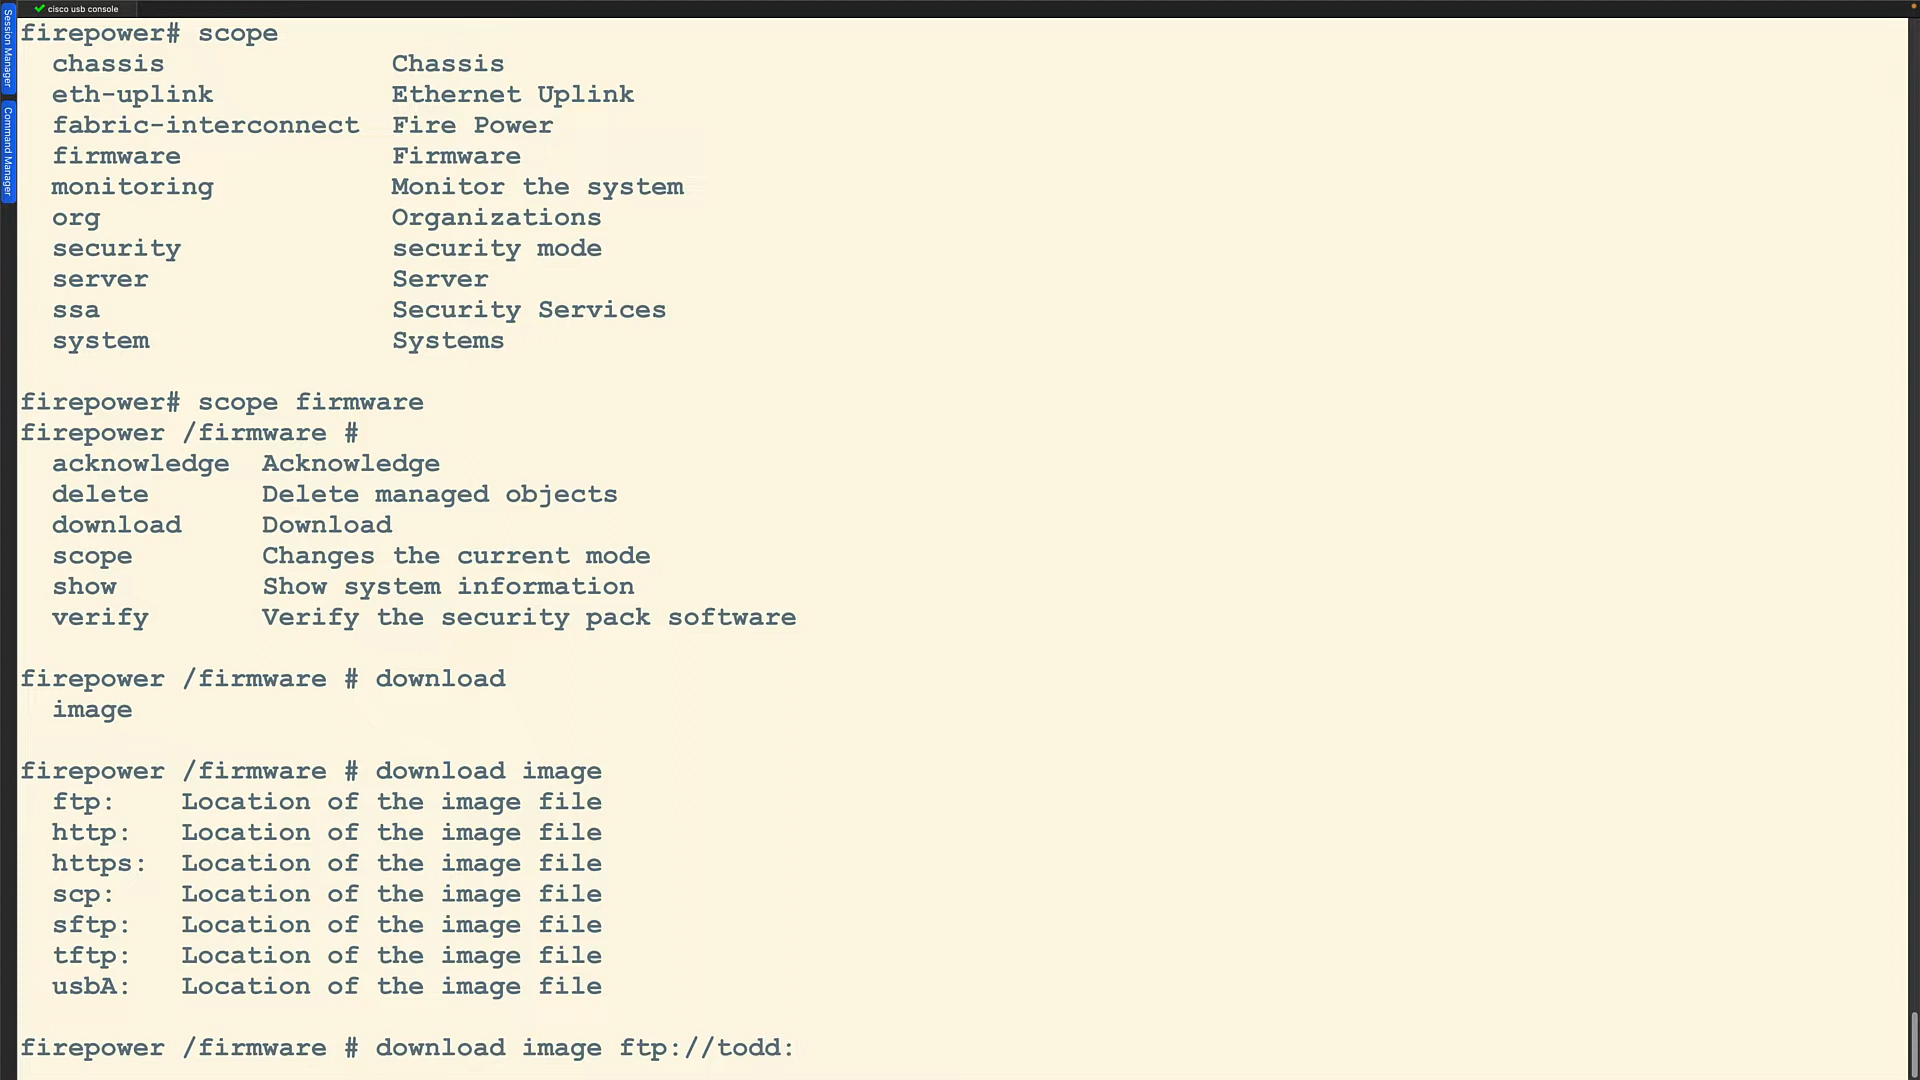 cisco usb console
Session Manager
Command Manager
firepower# scope
chassis Chassis
eth-uplink Ethernet Uplink
fabric-interconnect Fire Power
firmware Firmware
monitoring Monitor the system
org Organizations
security security mode
server Server
ssa Security Services
system Systems
firepower# scope firmware
firepower /firmware #
acknowledge Acknowledge
delete Delete managed objects
download Download
scope Changes the current mode
show Show system information
verify Verify the security pack software
firepower /firmware # download
image
firepower /firmware # download image
ftp: Location of the image file
http: Location of the image file
https: Location of the image file
scp: Location of the image file
sftp: Location of the image file
tftp: Location of the image file
usbA: Location of the image file
firepower /firmware # download image ftp://todd: